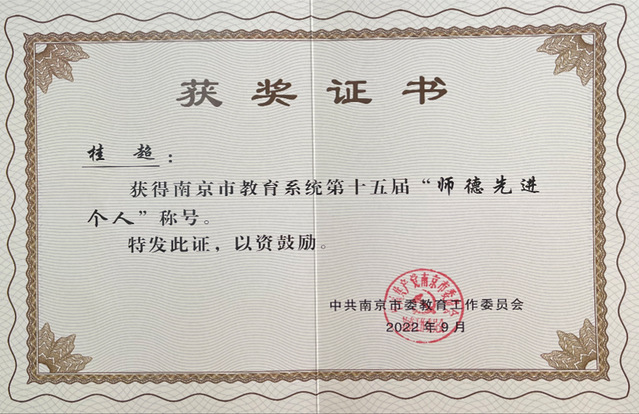 获奖证书
桂 超：
获得南京市教育系统第十五届“师德先进
个人”称号。
特发此证，以资鼓励。
中共南京市委教育工作委员会
2022年9月